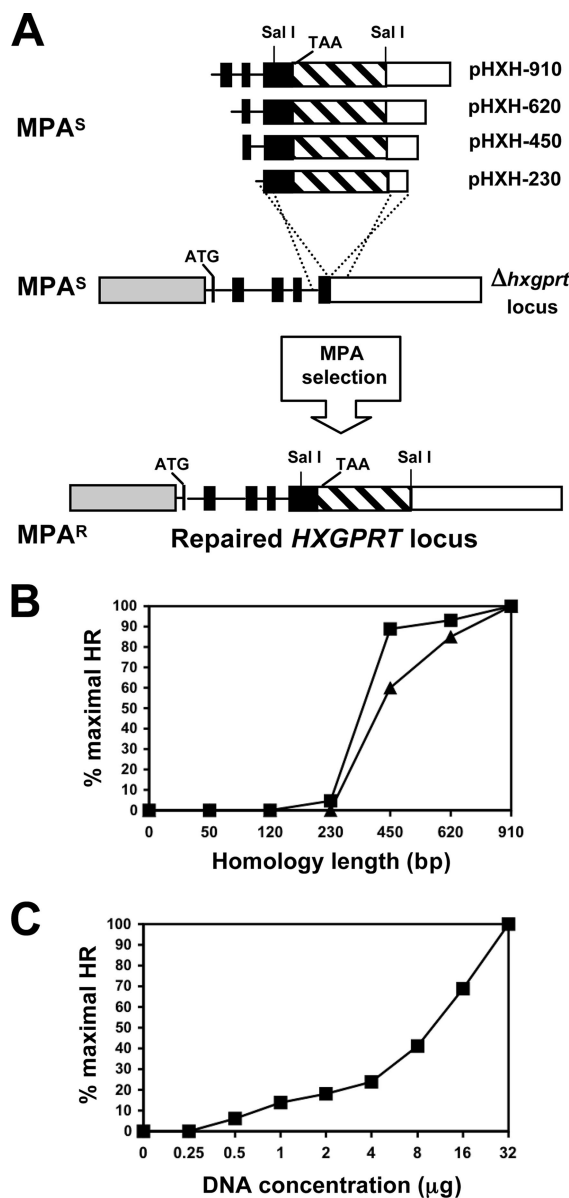 A
Sal I
TAA
Sal I
pHXH-910
MPAS
pHXH-620
pHXH-450
pHXH-230
ATG
MPAS
Δhxgprt
locus
MPA
selection
ATG
Sal I
TAA
Sal I
MPAR
Repaired HXGPRT locus
B
100
90
80
70
60
50
40
30
20
10
0
% maximal HR
0 50 120 230 450 620 910
Homology length (bp)
C
100
90
80
70
60
50
40
30
20
10
0
% maximal HR
0 0.25 0.5 1 2 4 8 16 32
DNA concentration (μg)